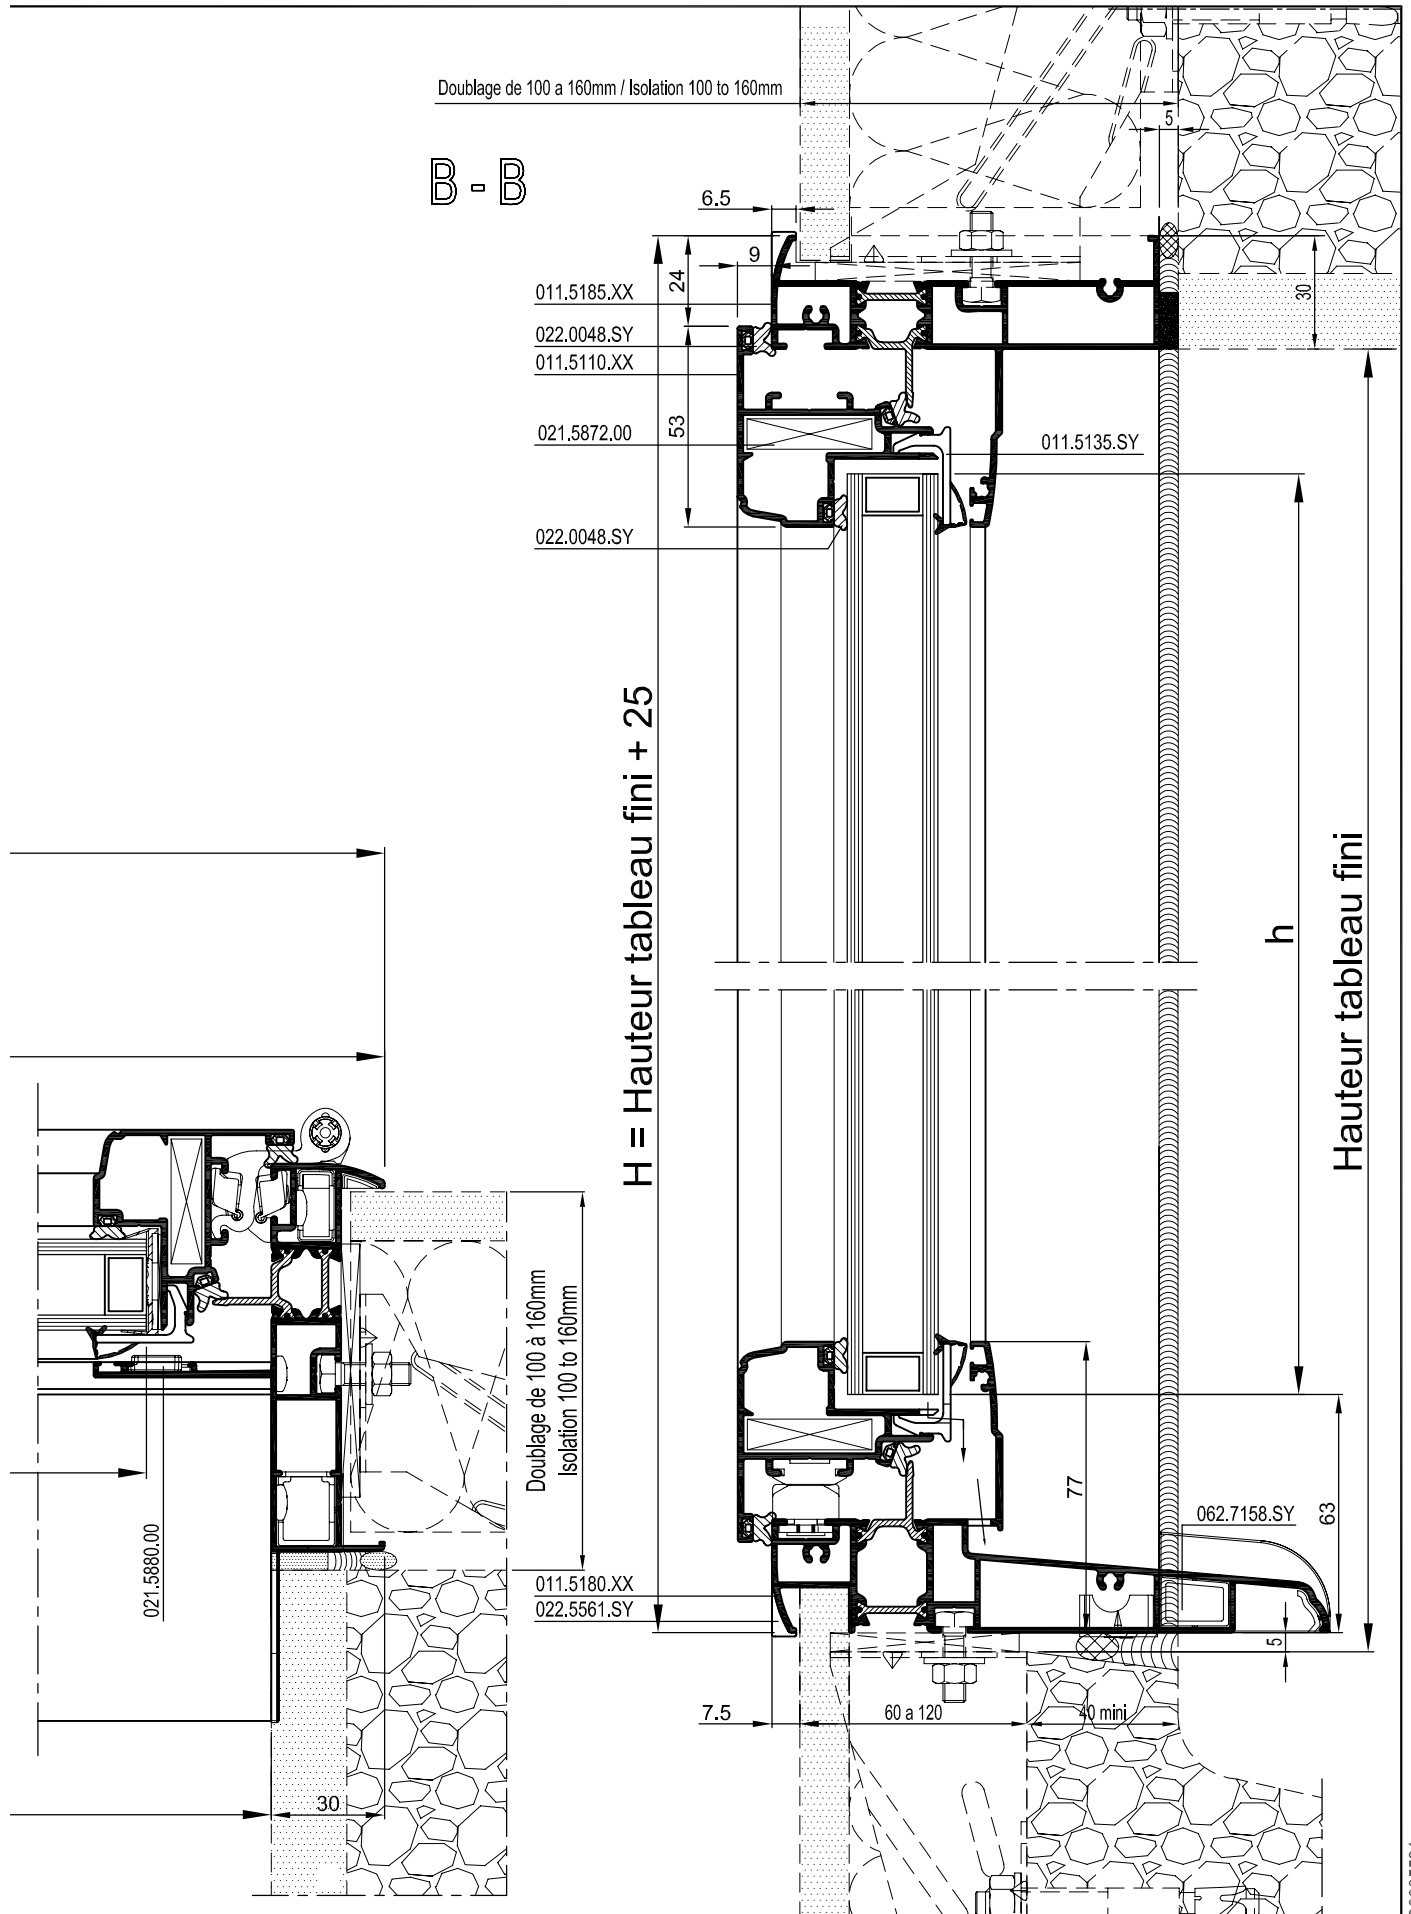 Doublage de 100 a 160mm / Isolation 100 to 160mm
5
B - B
6.5
9
24
30
011.5185.XX
022.0048.SY
011.5110.XX
53
021.5872.00
011.5135.SY
022.0048.SY
H = Hauteur tableau fini + 25
h
Hauteur tableau fini
Doublage de 100 à 160mm
Isolation 100 to 160mm
021.5880.00
77
062.7158.SY
63
011.5180.XX
022.5561.SY
5
7.5
60 a 120
40 mini
30